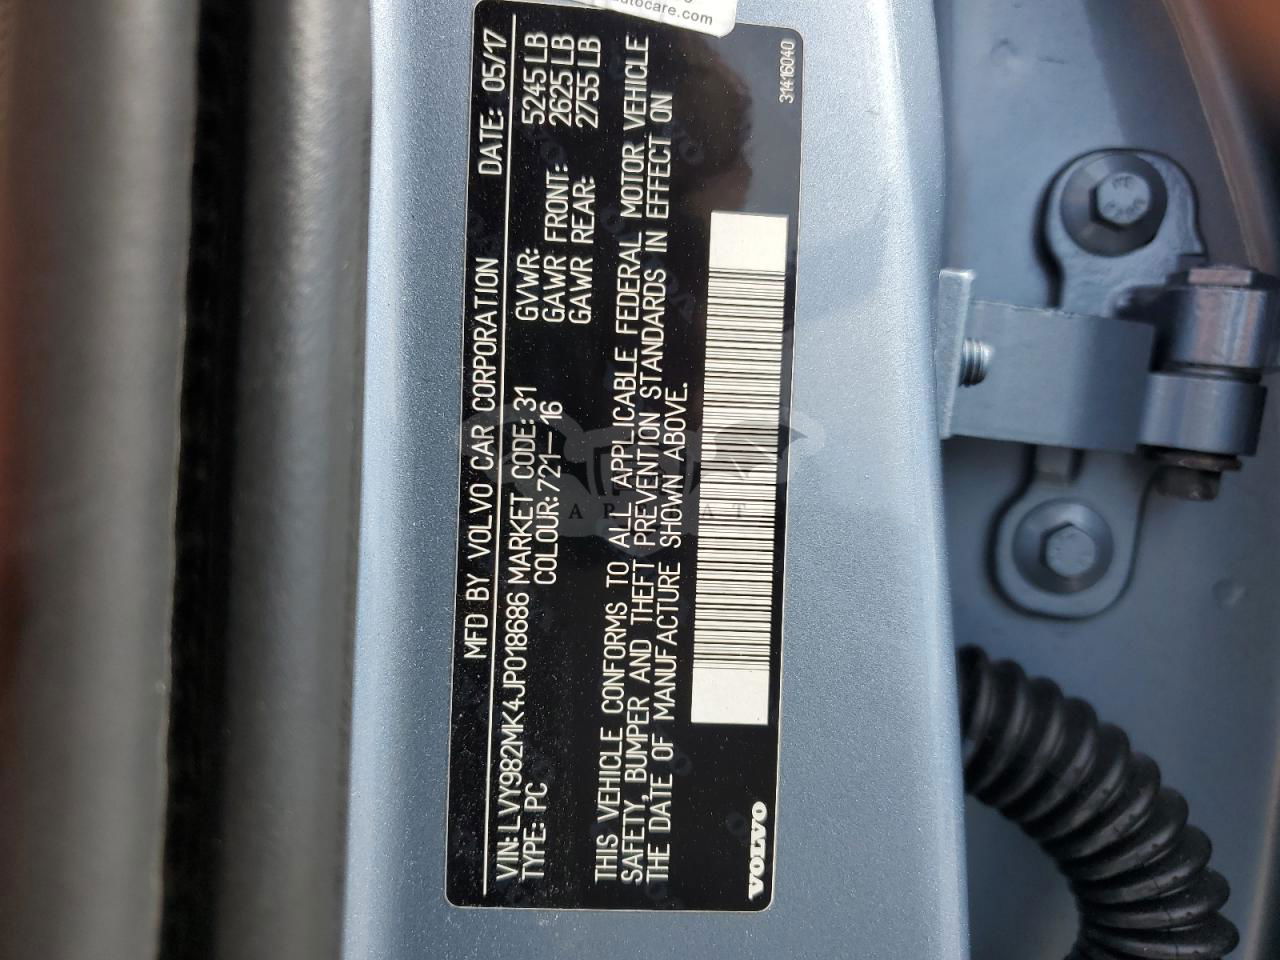 utocare.com
MFD BY VOLVO CAR CORPORATION DATE: 05/17
VIN: LVY982MK4JP018686 MARKET CODE: 31 GVWR: 5245 LB
TYPE: PC COLOUR: 721-16 GAWR FRONT: 2625 LB
GAWR REAR: 2755 LB
THIS VEHICLE CONFORMS TO ALL APPLICABLE FEDERAL MOTOR VEHICLE
SAFETY, BUMPER AND THEFT PREVENTION STANDARDS IN EFFECT ON
THE DATE OF MANUFACTURE SHOWN ABOVE.
VOLVO
31416040